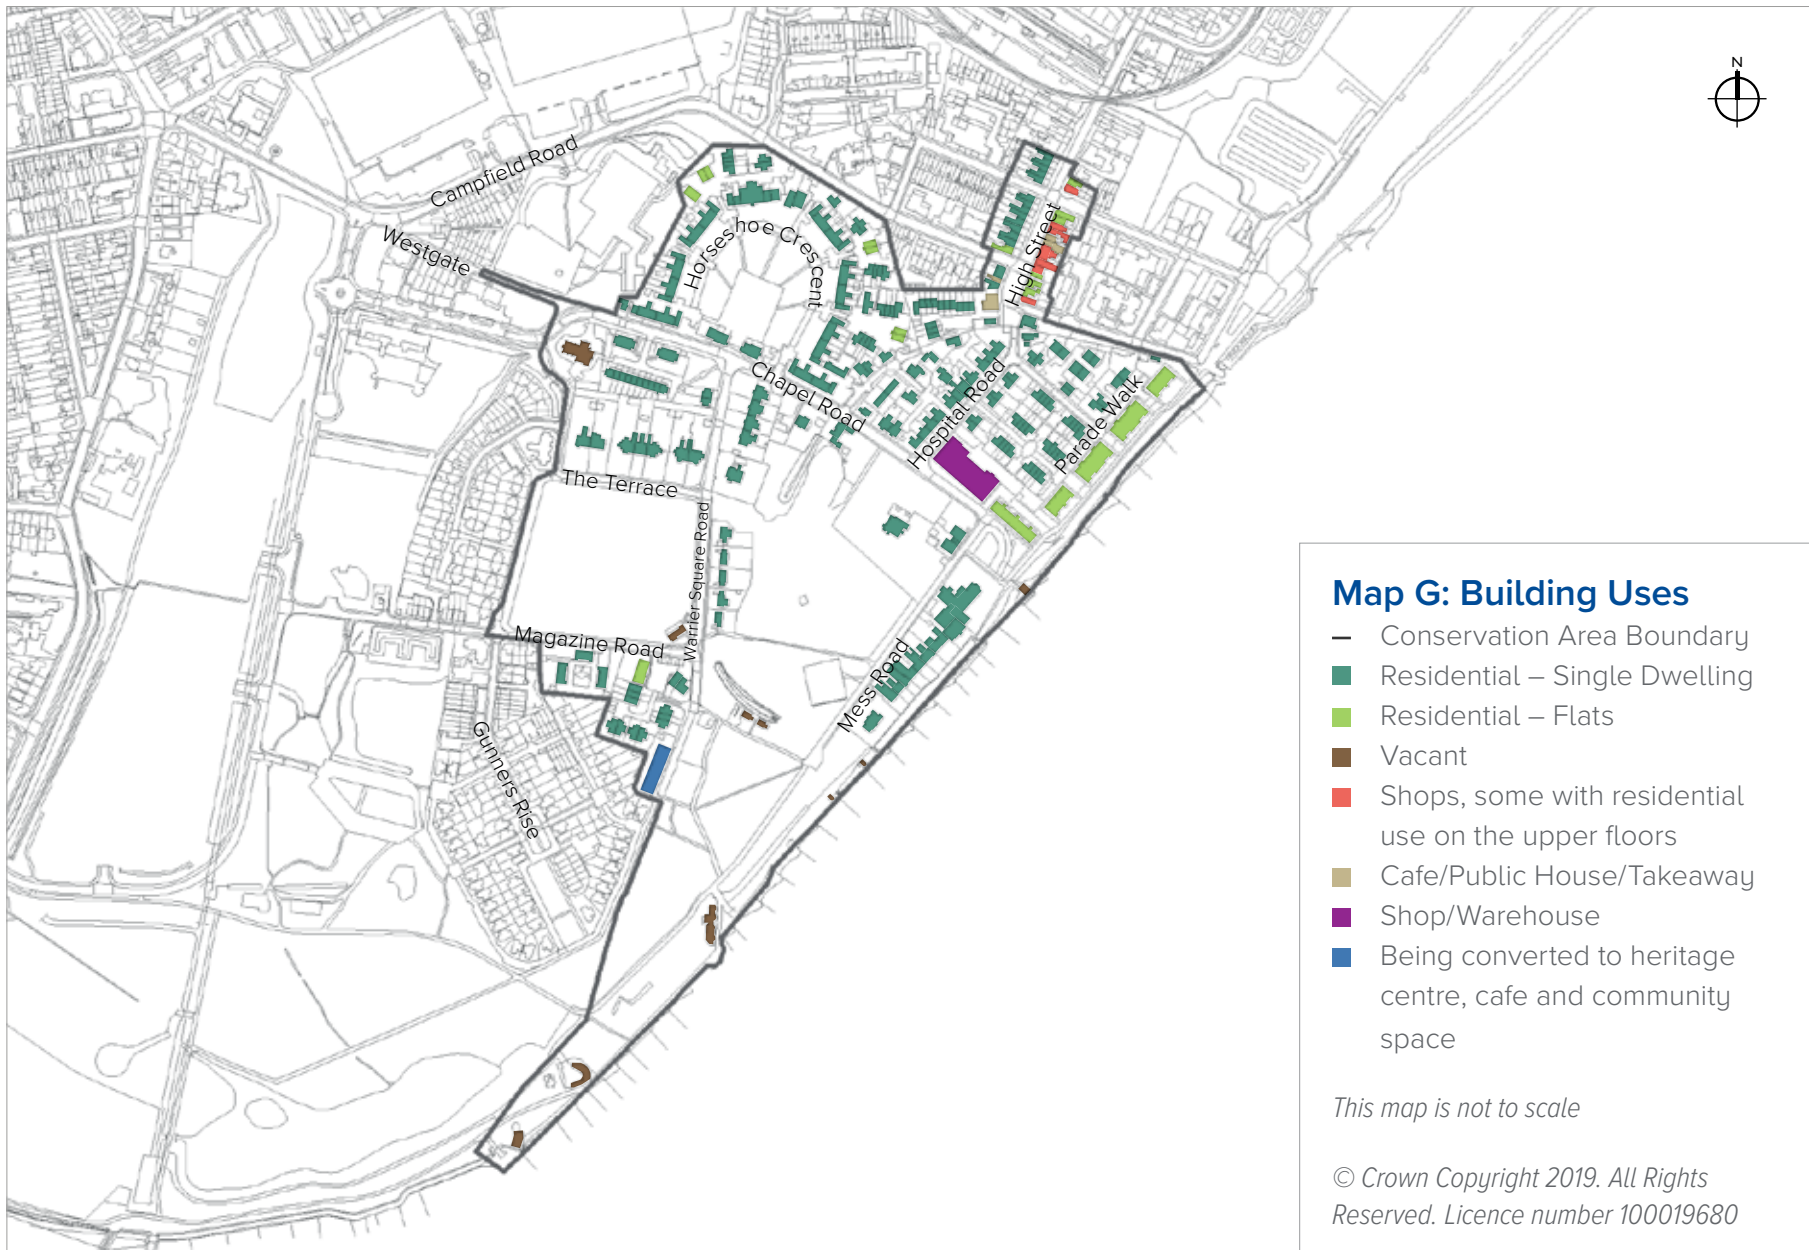 N
Campfield Road
Westgate
Horseshoe Crescent
High Street
Chapel Road
Hospital Road
Parade Walk
The Terrace
Warrier Square Road
Magazine Road
Mess Road
Gunners Rise
Map G: Building Uses
Conservation Area Boundary
Residential – Single Dwelling
Residential – Flats
Vacant
Shops, some with residential
use on the upper floors
Cafe/Public House/Takeaway
Shop/Warehouse
Being converted to heritage
centre, cafe and community
space
This map is not to scale
© Crown Copyright 2019. All Rights
Reserved. Licence number 100019680